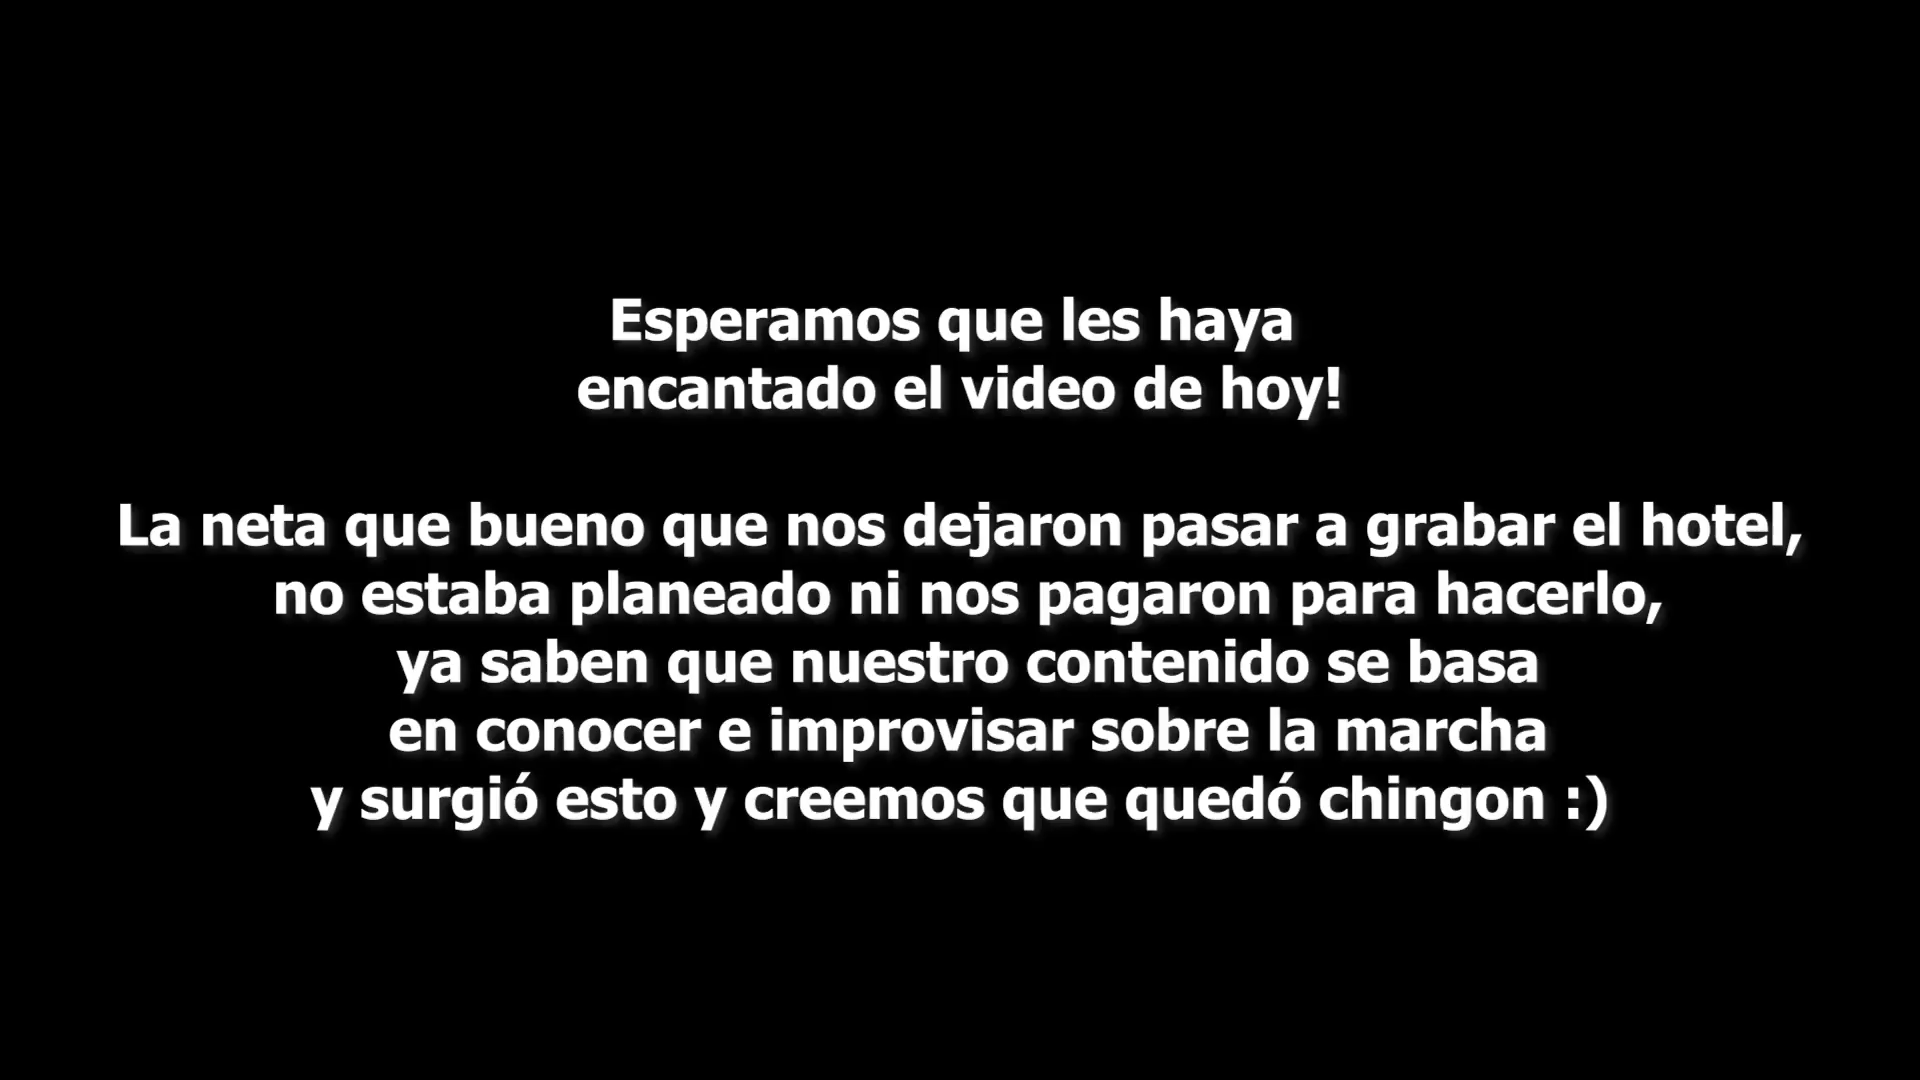 Esperamos que les haya
encantado el video de hoy!
La neta que bueno que nos dejaron pasar a grabar el hotel,
no estaba planeado ni nos pagaron para hacerlo,
ya saben que nuestro contenido se basa
en conocer e improvisar sobre la marcha
y surgió esto y creemos que quedó chingon :)